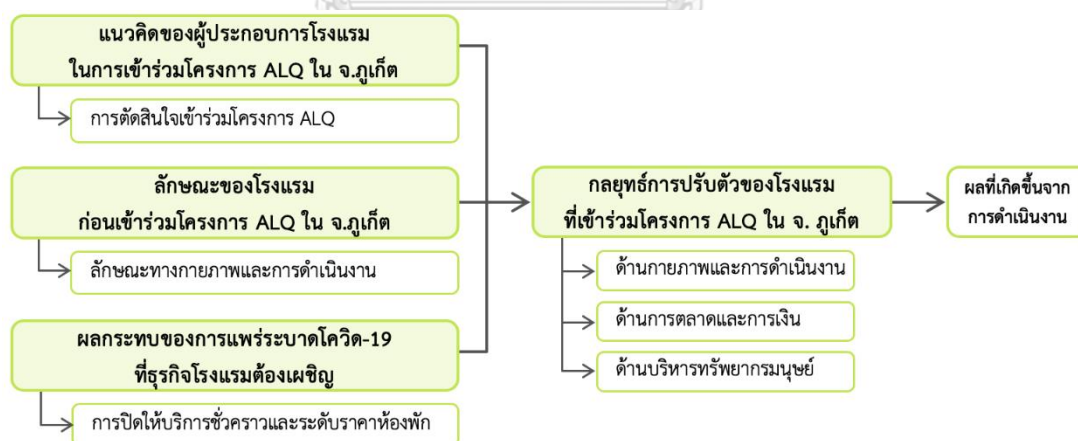 แนวคิดของผู้ประกอบการโรงแรม
ในการเข้าร่วมโครงการ ALQ ใน จ.ภูเก็ต
การตัดสินใจเข้าร่วมโครงการ ALQ
ลักษณะของโรงแรม
ก่อนเข้าร่วมโครงการ ALQ ใน จ.ภูเก็ต
ลักษณะทางกายภาพและการดำเนินงาน
ผลกระทบของการแพร่ระบาดโควิด-19
ที่ธุรกิจโรงแรมต้องเผชิญ
การปิดให้บริการชั่วคราวและระดับราคาห้องพัก
กลยุทธ์การปรับตัวของโรงแรม
ที่เข้าร่วมโครงการ ALQ ใน จ. ภูเก็ต
ด้านกายภาพและการดำเนินงาน
ด้านการตลาดและการเงิน
ด้านบริหารทรัพยากรมนุษย์
ผลที่เกิดขึ้นจาก
การดำเนินงาน